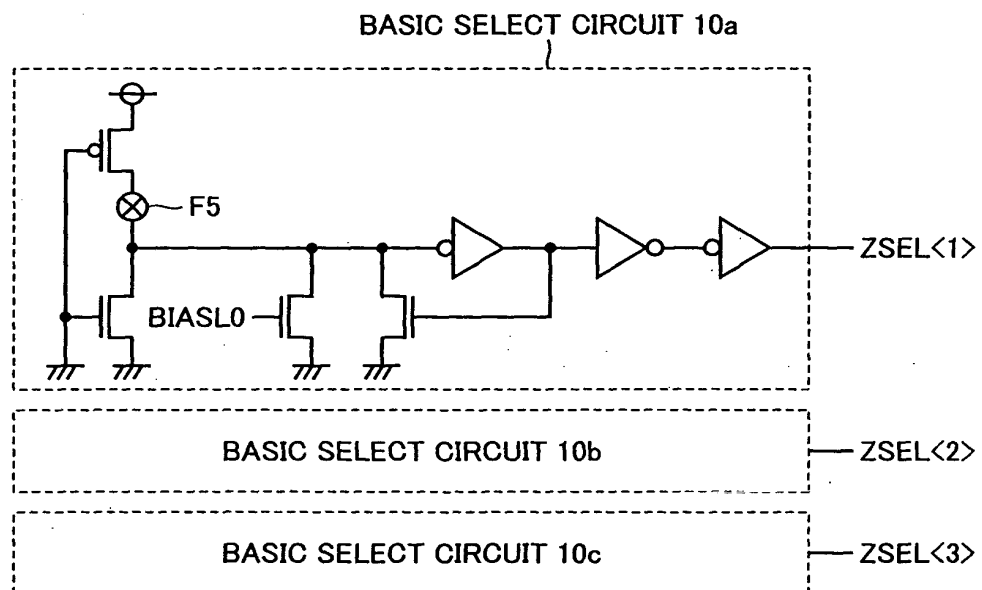 BASIC SELECT CIRCUIT 10a
F5
BIASL0
ZSEL<1>
BASIC SELECT CIRCUIT 10b
ZSEL<2>
BASIC SELECT CIRCUIT 10c
ZSEL<3>